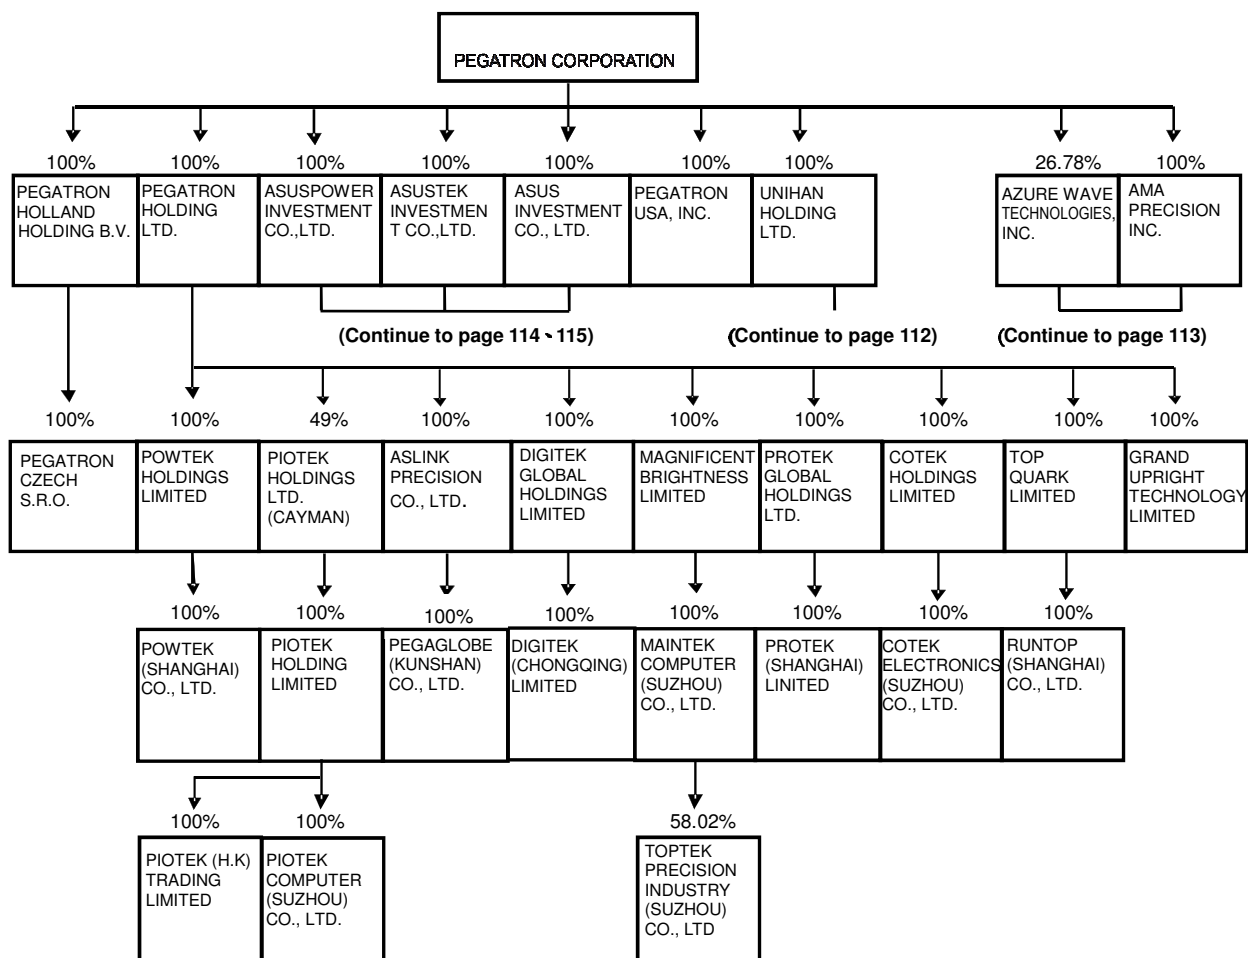 PEGATRON CORPORATION
100%
100%
100%
100%
100%
100%
100%
26.78%
100%
PEGATRON
HOLLAND
HOLDING B.V.
PEGATRON
HOLDING
LTD.
ASUSPOWER
INVESTMENT
CO.,LTD.
ASUSTEK
INVESTMEN
T CO.,LTD.
ASUS
INVESTMENT
CO., LTD.
PEGATRON
USA, INC.
UNIHAN
HOLDING
LTD.
AZURE WAVE
TECHNOLOGIES,
INC.
AMA
PRECISION
INC.
(Continue to page 114 - 115)
(Continue to page 112)
(Continue to page 113)
100%
100%
49%
100%
100%
100%
100%
100%
100%
100%
PEGATRON
CZECH
S.R.O.
POWTEK
HOLDINGS
LIMITED
PIOTEK
HOLDINGS
LTD.
(CAYMAN)
ASLINK
PRECISION
CO., LTD.
DIGITEK
GLOBAL
HOLDINGS
LIMITED
MAGNIFICENT
BRIGHTNESS
LIMITED
PROTEK
GLOBAL
HOLDINGS
LTD.
COTEK
HOLDINGS
LIMITED
TOP
QUARK
LIMITED
GRAND
UPRIGHT
TECHNOLOGY
LIMITED
100%
100%
100%
100%
100%
100%
100%
100%
POWTEK
(SHANGHAI)
CO., LTD.
PIOTEK
HOLDING
LIMITED
PEGAGLOBE
(KUNSHAN)
CO., LTD.
DIGITEK
(CHONGQING)
LIMITED
MAINTEK
COMPUTER
(SUZHOU)
CO., LTD.
PROTEK
(SHANGHAI)
LINITED
COTEK
ELECTRONICS
(SUZHOU)
CO., LTD.
RUNTOP
(SHANGHAI)
CO., LTD.
100%
100%
58.02%
PIOTEK (H.K)
TRADING
LIMITED
PIOTEK
COMPUTER
(SUZHOU)
CO., LTD.
TOPTEK
PRECISION
INDUSTRY
(SUZHOU)
CO., LTD